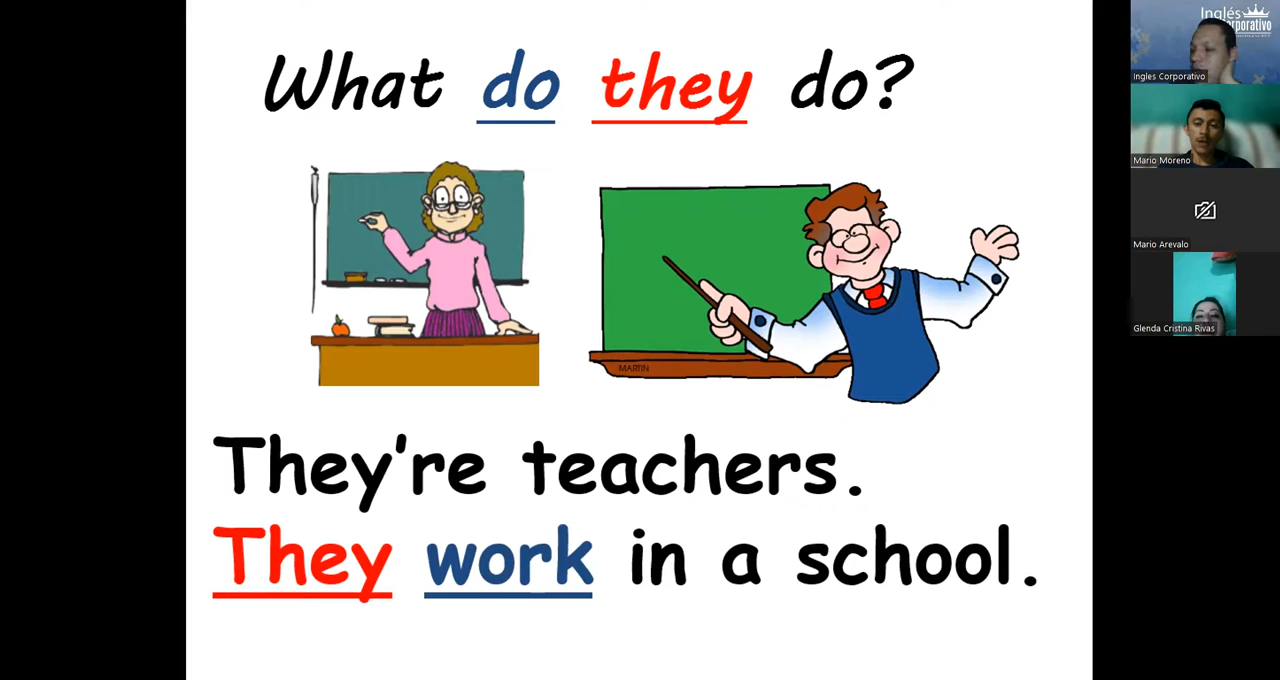 What do they do?
MARTIN
They're teachers.
They work in a school.
Inglés
Corporativo
Ingles Corporativo
Mario Moreno
Mario Arevalo
Glenda Cristina Rivas